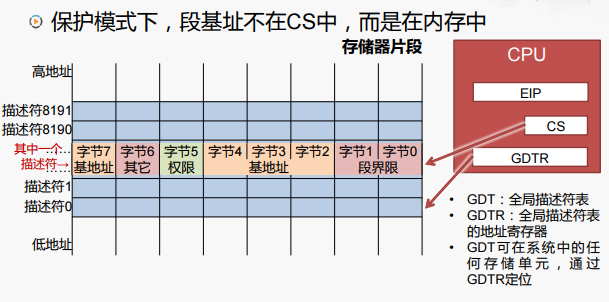 保护模式下，段基址不在CS中，而是在内存中
存储器片段
高地址
描述符8191
描述符8190
其中一个……
描述符→
……
字节7 字节6 字节5 字节4 字节3 字节2 字节1 字节0
基地址 其它 权限 基地址 段界限
描述符1
描述符0
低地址
CPU
EIP
CS
GDTR
• GDT：全局描述符表
• GDTR：全局描述符表
的地址寄存器
• GDT可在系统中的任
何存储单元，通过
GDTR定位